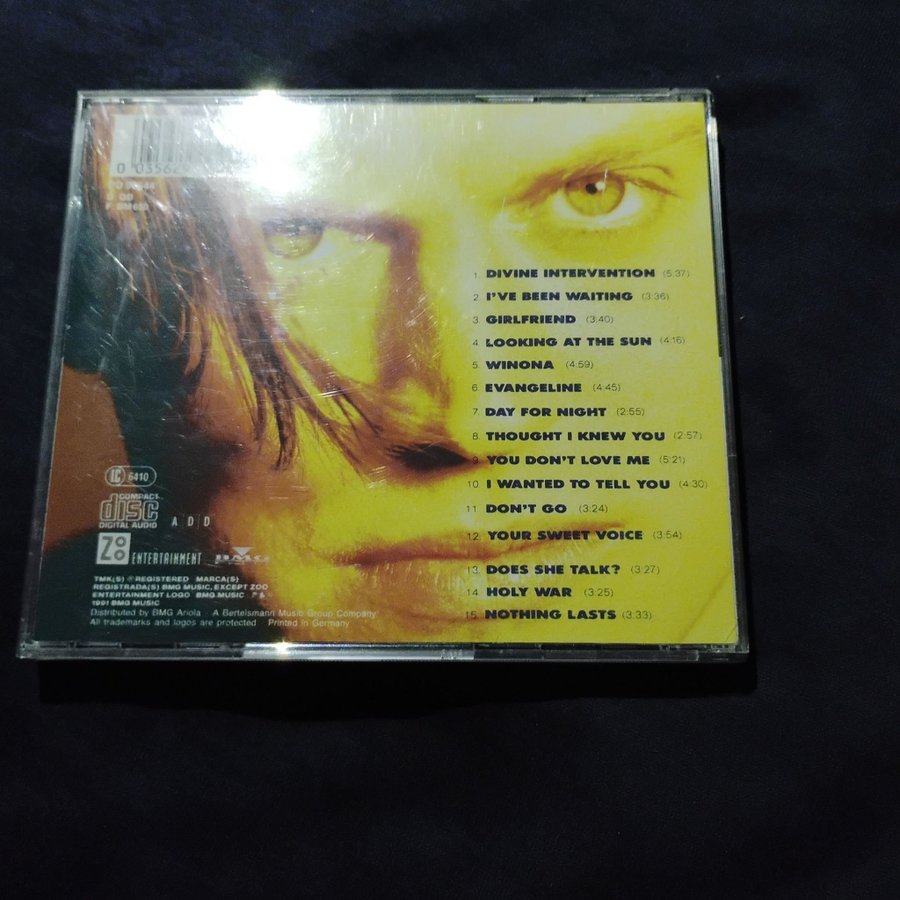 0 03562
1. DIVINE INTERVENTION (5:37)
2. I'VE BEEN WAITING (3:36)
3. GIRLFRIEND (3:40)
4. LOOKING AT THE SUN (4:16)
5. WINONA (4:59)
6. EVANGELINE (4:45)
7. DAY FOR NIGHT (2:55)
8. THOUGHT I KNEW YOU (2:57)
9. YOU DON'T LOVE ME (5:21)
10. I WANTED TO TELL YOU (4:30)
11. DON'T GO (3:24)
12. YOUR SWEET VOICE (3:54)
13. DOES SHE TALK? (3:27)
14. HOLY WAR (3:25)
15. NOTHING LASTS (3:33)
LC 6410
COMPACT
disc
DIGITAL AUDIO
ADD
ZOO ENTERTAINMENT
BMG
TMK(S) ® REGISTERED MARCA(S)
REGISTRADA(S) BMG MUSIC, EXCEPT ZOO
ENTERTAINMENT LOGO BMG MUSIC
1991 BMG MUSIC
Distributed by BMG Ariola A Bertelsmann Music Group Company
All trademarks and logos are protected Printed in Germany